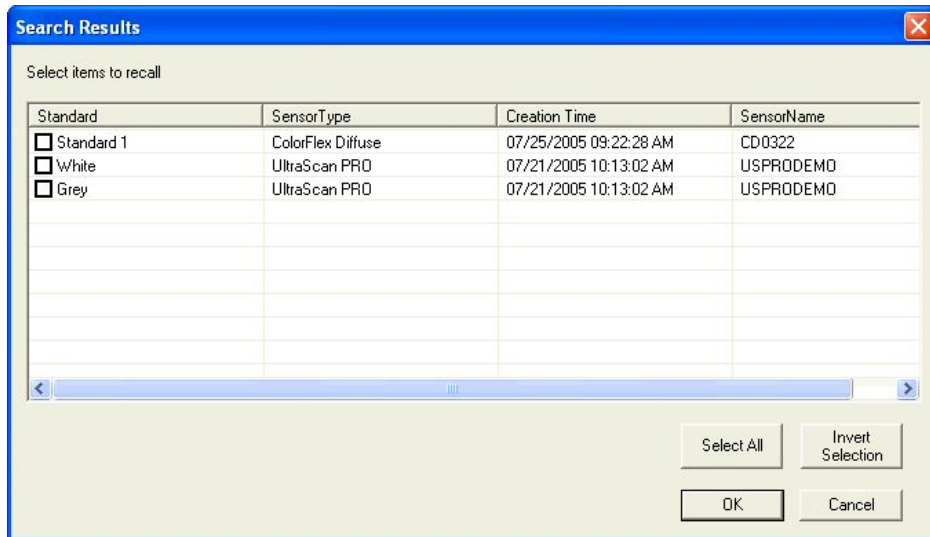 Search Results
Select items to recall
Standard SensorType Creation Time SensorName
Standard 1 ColorFlex Diffuse 07/25/2005 09:22:28 AM CD0322
White UltraScan PRO 07/21/2005 10:13:02 AM USPRODEMO
Grey UltraScan PRO 07/21/2005 10:13:02 AM USPRODEMO
Select All
Invert
Selection
OK Cancel